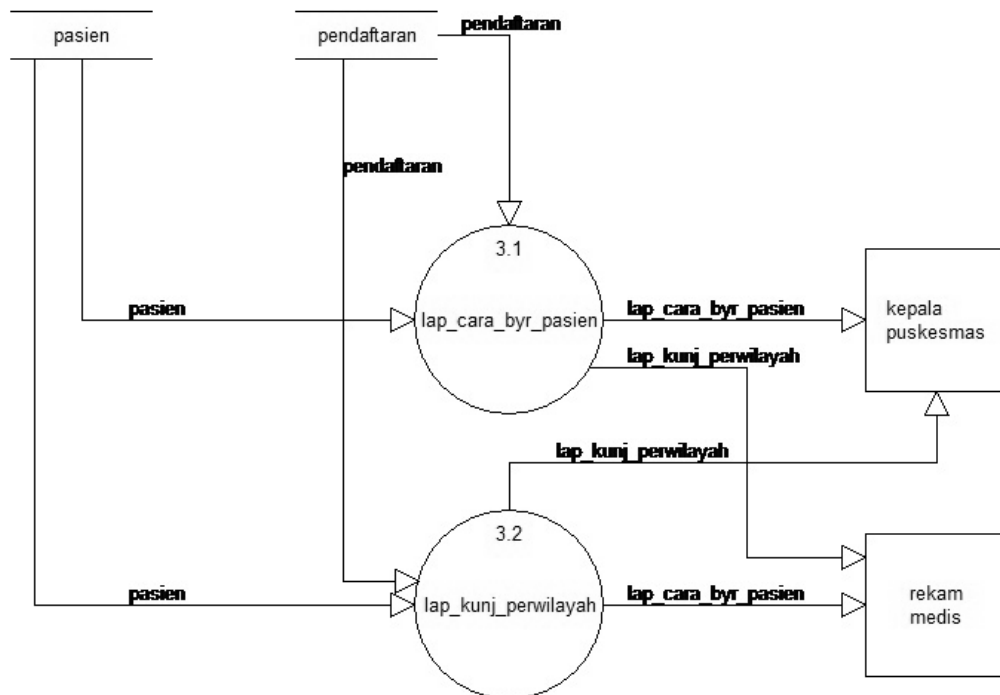 pendaftaran
pasien
pendaftaran
pendaftaran
3.1
pasien
lap_cara_byr_pasien
lap_cara_byr_pasien
kepala
puskesmas
lap_kunj_perwilayah
lap_kunj_perwilayah
3.2
pasien
lap_kunj_perwilayah
lap_cara_byr_pasien
rekam
medis